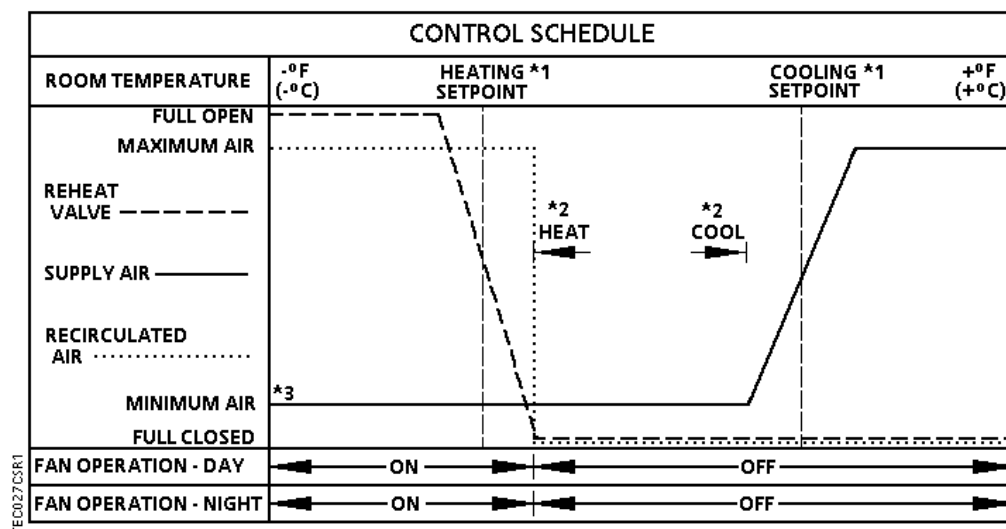 CONTROL SCHEDULE
ROOM TEMPERATURE
-°F
(-°C)
HEATING *1
SETPOINT
COOLING *1
SETPOINT
+°F
(+°C)
FULL OPEN
MAXIMUM AIR
REHEAT
VALVE
*2
HEAT
*2
COOL
SUPPLY AIR
RECIRCULATED
AIR
MINIMUM AIR
*3
FULL CLOSED
FAN OPERATION - DAY
ON
OFF
FAN OPERATION - NIGHT
ON
OFF
TEC027CSR1